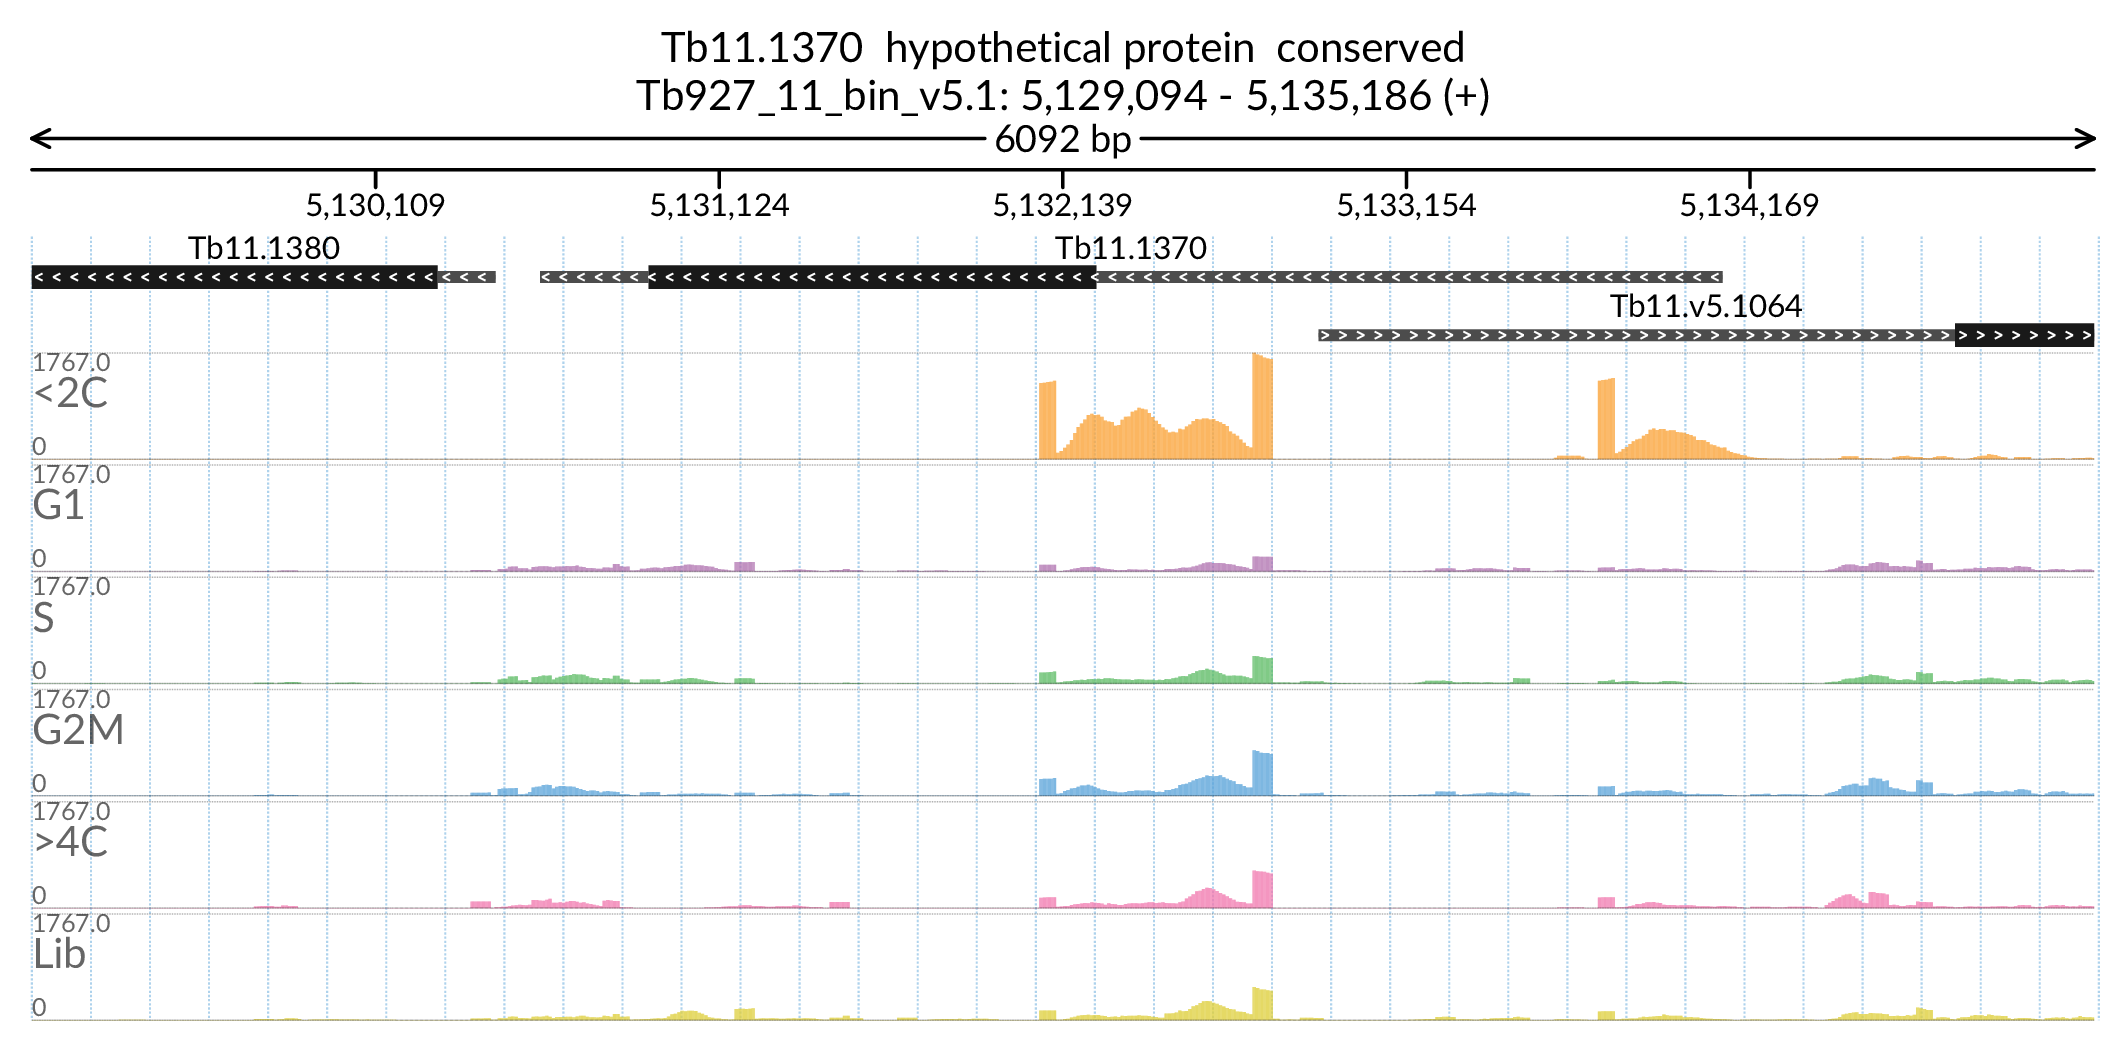 Tb11.1370 hypothetical protein conserved
Tb927_11_bin_v5.1: 5,129,094 - 5,135,186 (+)
6092 bp
5,130,109 5,131,124 5,132,139 5,133,154 5,134,169
Tb11.1380 Tb11.1370
Tb11.v5.1064
1767.0
<2C
0
1767.0
G1
0
1767.0
S
0
1767.0
G2M
0
1767.0
>4C
0
1767.0
Lib
0